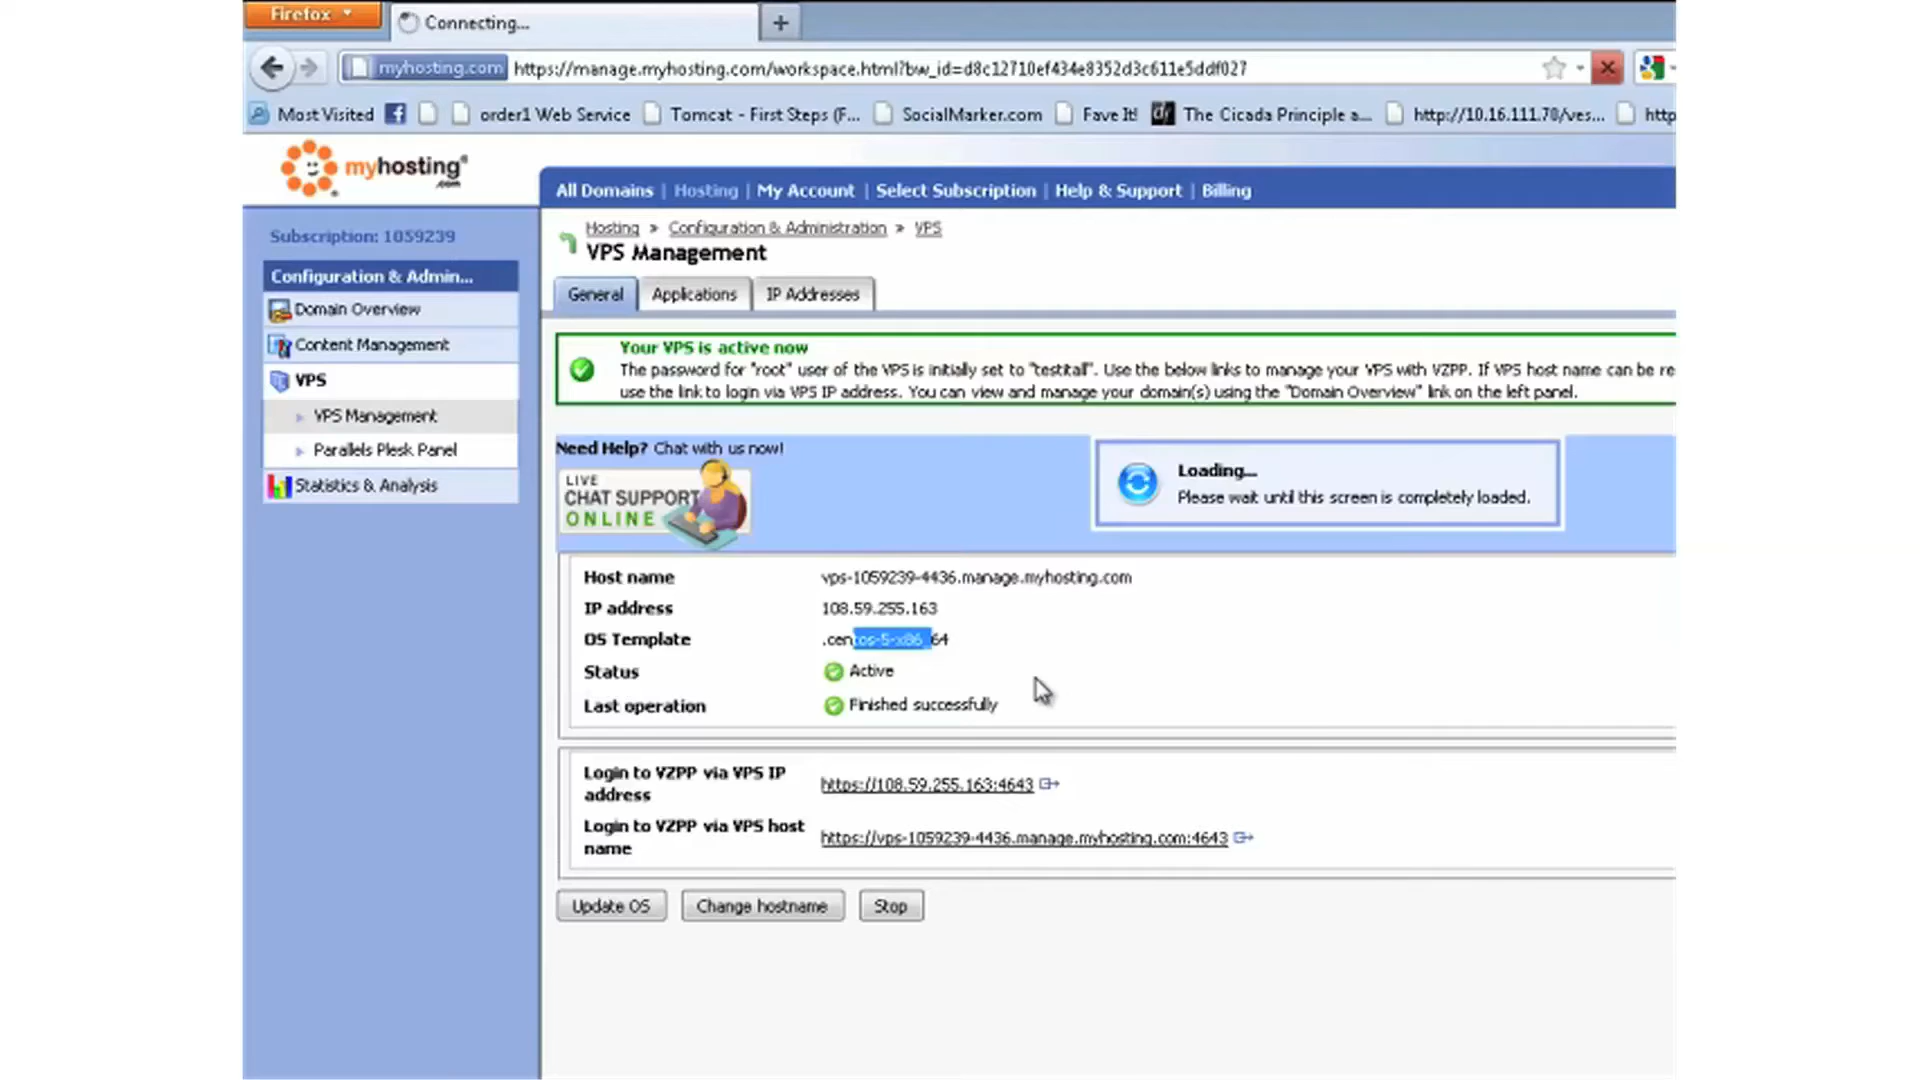 Firefox
Connecting...
myhosting.com https://manage.myhosting.com/workspace.html?bw_id=d8c12710ef434e8352d3c611e5ddf027
Most Visited order1 Web Service Tomcat - First Steps (F... SocialMarker.com Fave It! The Cicada Principle a... http://10.16.111.78/ves... http
myhosting
.com
All Domains | Hosting | My Account | Select Subscription | Help & Support | Billing
Subscription: 1059239
Configuration & Admin...
Domain Overview
Content Management
VPS
VPS Management
Parallels Plesk Panel
Statistics & Analysis
Hosting » Configuration & Administration » VPS
VPS Management
General Applications IP Addresses
Your VPS is active now
The password for "root" user of the VPS is initially set to "testitall". Use the below links to manage your VPS with VZPP. If VPS host name can be re
use the link to login via VPS IP address. You can view and manage your domain(s) using the "Domain Overview" link on the left panel.
Need Help? Chat with us now!
LIVE
CHAT SUPPORT
ONLINE
Loading...
Please wait until this screen is completely loaded.
Host name vps-1059239-4436.manage.myhosting.com
IP address 108.59.255.163
OS Template .centos-5-x86_64
Status Active
Last operation Finished successfully
Login to VZPP via VPS IP
address https://108.59.255.163:4643
Login to VZPP via VPS host
name https://vps-1059239-4436.manage.myhosting.com:4643
Update OS Change hostname Stop